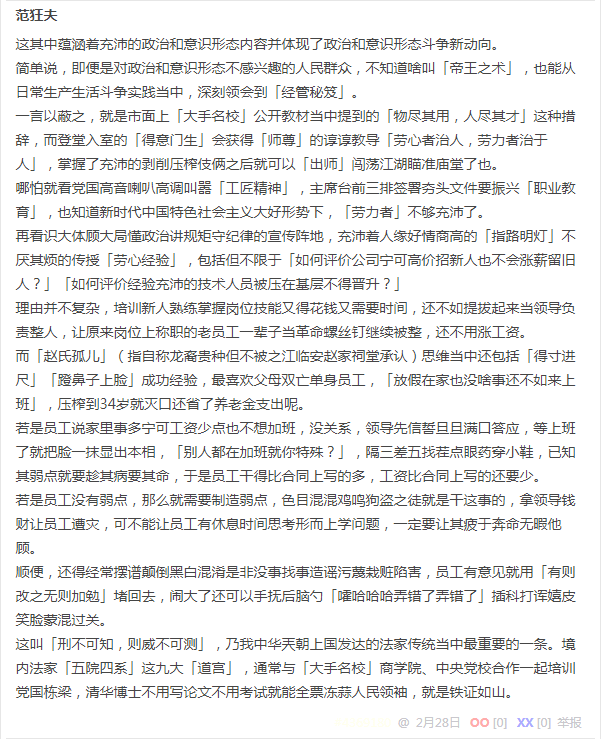 范狂夫
这其中蕴涵着充沛的政治和意识形态内容并体现了政治和意识形态斗争新动向。
简单说，即便是对政治和意识形态不感兴趣的人民群众，不知道啥叫「帝王之术」，也能从
日常生产生活斗争实践当中，深刻领会到「经管秘笈」。
一言以蔽之，就是市面上「大手名校」公开教材当中提到的「物尽其用，人尽其才」这种措
辞，而登堂入室的「得意门生」会获得「师尊」的谆谆教导「劳心者治人，劳力者治于
人」，掌握了充沛的剥削压榨伎俩之后就可以「出师」闯荡江湖瞄准庙堂了也。
哪怕就看党国高音喇叭高调叫嚣「工匠精神」，主席台前三排签署夯头文件要振兴「职业教
育」，也知道新时代中国特色社会主义大好形势下，「劳力者」不够充沛了。
再看识大体顾大局懂政治讲规矩守纪律的宣传阵地，充沛着人缘好情商高的「指路明灯」不
厌其烦的传授「劳心经验」，包括但不限于「如何评价公司宁可高价招新人也不会涨薪留旧
人？」「如何评价经验充沛的技术人员被压在基层不得晋升？」
理由并不复杂，培训新人熟练掌握岗位技能又得花钱又需要时间，还不如提拔起来当领导负
责整人，让原来岗位上称职的老员工一辈子当革命螺丝钉继续被整，还不用涨工资。
而「赵氏孤儿」（指自称龙裔贵种但不被之江临安赵家祠堂承认）思维当中还包括「得寸进
尺」「蹬鼻子上脸」成功经验，最喜欢父母双亡单身员工，「放假在家也没啥事还不如来上
班」，压榨到34岁就灭口还省了养老金支出呢。
若是员工说家里事多宁可工资少点也不想加班，没关系，领导先信誓旦旦满口答应，等上班
了就把脸一抹显出本相，「别人都在加班就你特殊？」，隔三差五找茬点眼药穿小鞋，已知
其弱点就要趁其病要其命，于是员工干得比合同上写的多，工资比合同上写的还要少。
若是员工没有弱点，那么就需要制造弱点，色目混混鸡鸣狗盗之徒就是干这事的，拿领导钱
财让员工遭灾，可不能让员工有休息时间思考形而上学问题，一定要让其疲于奔命无暇他
顾。
顺便，还得经常摆谱颠倒黑白混淆是非没事找事造谣污蔑栽赃陷害，员工有意见就用「有则
改之无则加勉」堵回去，闹大了还可以手抚后脑勺「嚯哈哈哈弄错了弄错了」插科打诨嬉皮
笑脸蒙混过关。
这叫「刑不可知，则威不可测」，乃我中华兲朝上国发达的法家传统当中最重要的一条。境
内法家「五院四系」这九大「道宫」，通常与「大手名校」商学院、中央党校合作一起培训
党国栋梁，清华博士不用写论文不用考试就能全票冻蒜人民领袖，就是铁证如山。
@ 2月28日 OO [0] XX [0] 举报